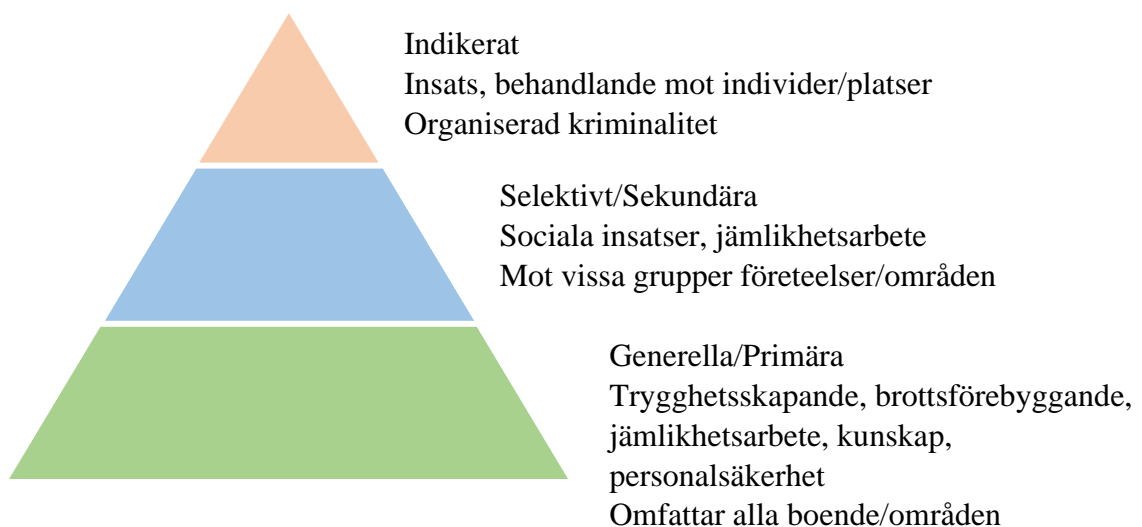 Indikerat
Insats, behandlande mot individer/platser
Organiserad kriminalitet
Selektivt/Sekundära
Sociala insatser, jämlikhetsarbete
Mot vissa grupper företeelser/områden
Generella/Primära
Trygghetsskapande, brottsförebyggande,
jämlikhetsarbete, kunskap,
personalsäkerhet
Omfattar alla boende/områden